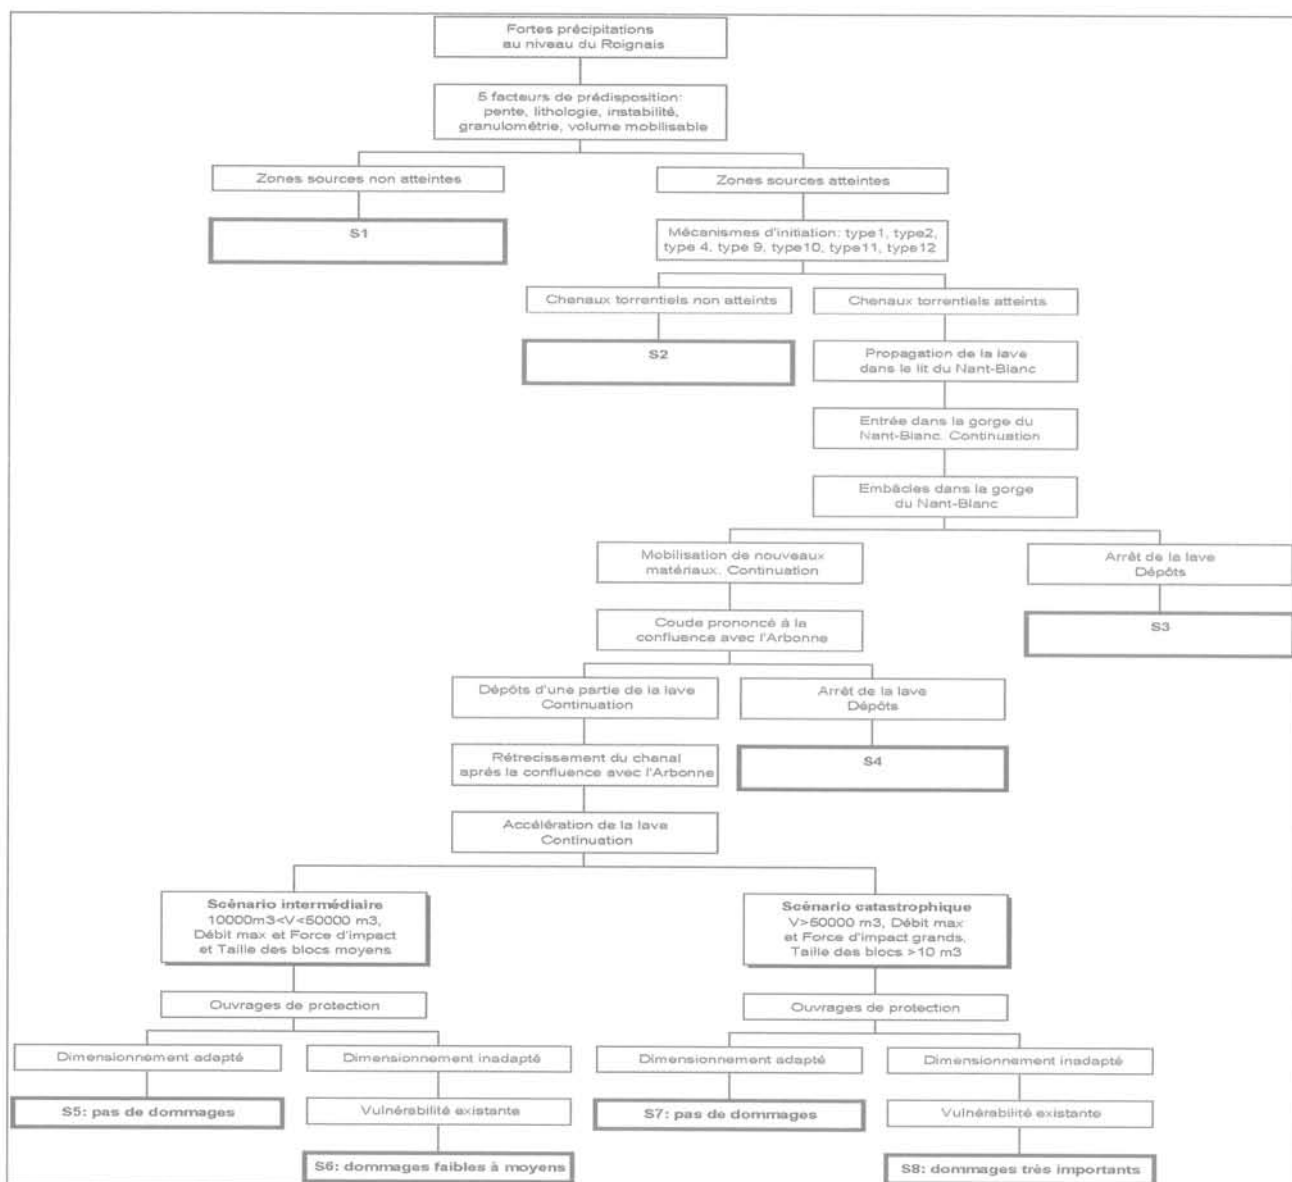 Fortes précipitations
au niveau du Roignais
5 facteurs de prédisposition:
pente, lithologie, instabilité,
granulométrie, volume mobilisable
Zones sources non atteintes
Zones sources atteintes
S1
Mécanismes d'initiation: type1, type2,
type 4, type 9, type10, type11, type12
Chenaux torrentiels non atteints
Chenaux torrentiels atteints
S2
Propagation de la lave
dans le lit du Nant-Blanc
Entrée dans la gorge du
Nant-Blanc. Continuation
Embâcles dans la gorge
du Nant-Blanc
Mobilisation de nouveaux
matériaux. Continuation
Arrêt de la lave
Dépôts
S3
Coude prononcé à la
confluence avec l'Arbonne
Dépôts d'une partie de la lave
Continuation
Arrêt de la lave
Dépôts
S4
Rétrecissement du chenal
après la confluence avec l'Arbonne
Accélération de la lave
Continuation
Scénario intermédiaire
10000m3<V<50000 m3,
Débit max et Force d'impact
et Taille des blocs moyens
Scénario catastrophique
V>50000 m3, Débit max
et Force d'impact grands,
Taille des blocs >10 m3
Ouvrages de protection
Ouvrages de protection
Dimensionnement adapté
Dimensionnement inadapté
Dimensionnement adapté
Dimensionnement inadapté
S5: pas de dommages
Vulnérabilité existante
S7: pas de dommages
Vulnérabilité existante
S6: dommages faibles à moyens
S8: dommages très importants